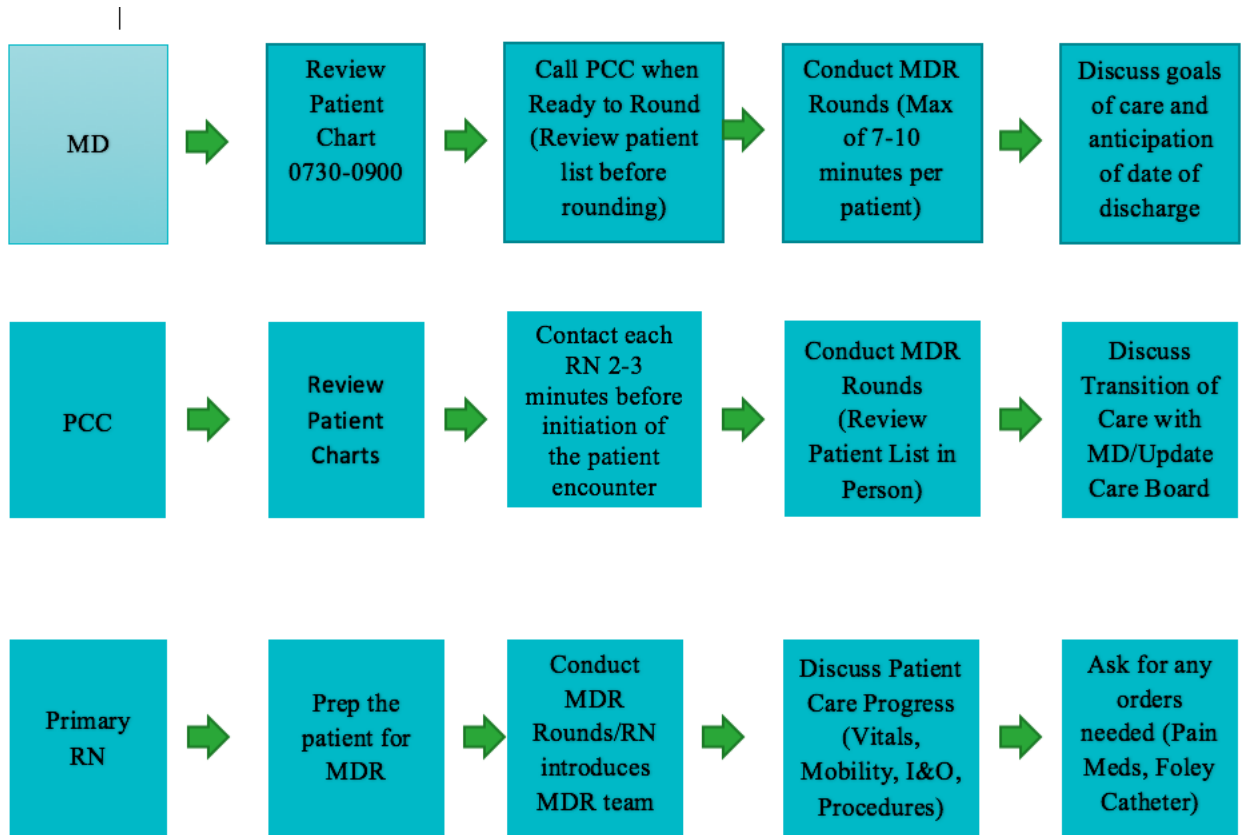 MD
Review
Patient
Chart
0730-0900
Call PCC when
Ready to Round
(Review patient
list before
rounding)
Conduct MDR
Rounds (Max
of 7-10
minutes per
patient)
Discuss goals
of care and
anticipation
of date of
discharge
PCC
Review
Patient
Charts
Contact each
RN 2-3
minutes before
initiation of
the patient
encounter
Conduct MDR
Rounds
(Review
Patient List in
Person)
Discuss
Transition of
Care with
MD/Update
Care Board
Primary
RN
Prep the
patient for
MDR
Conduct
MDR
Rounds/RN
introduces
MDR team
Discuss Patient
Care Progress
(Vitals,
Mobility, I&O,
Procedures)
Ask for any
orders
needed (Pain
Meds, Foley
Catheter)